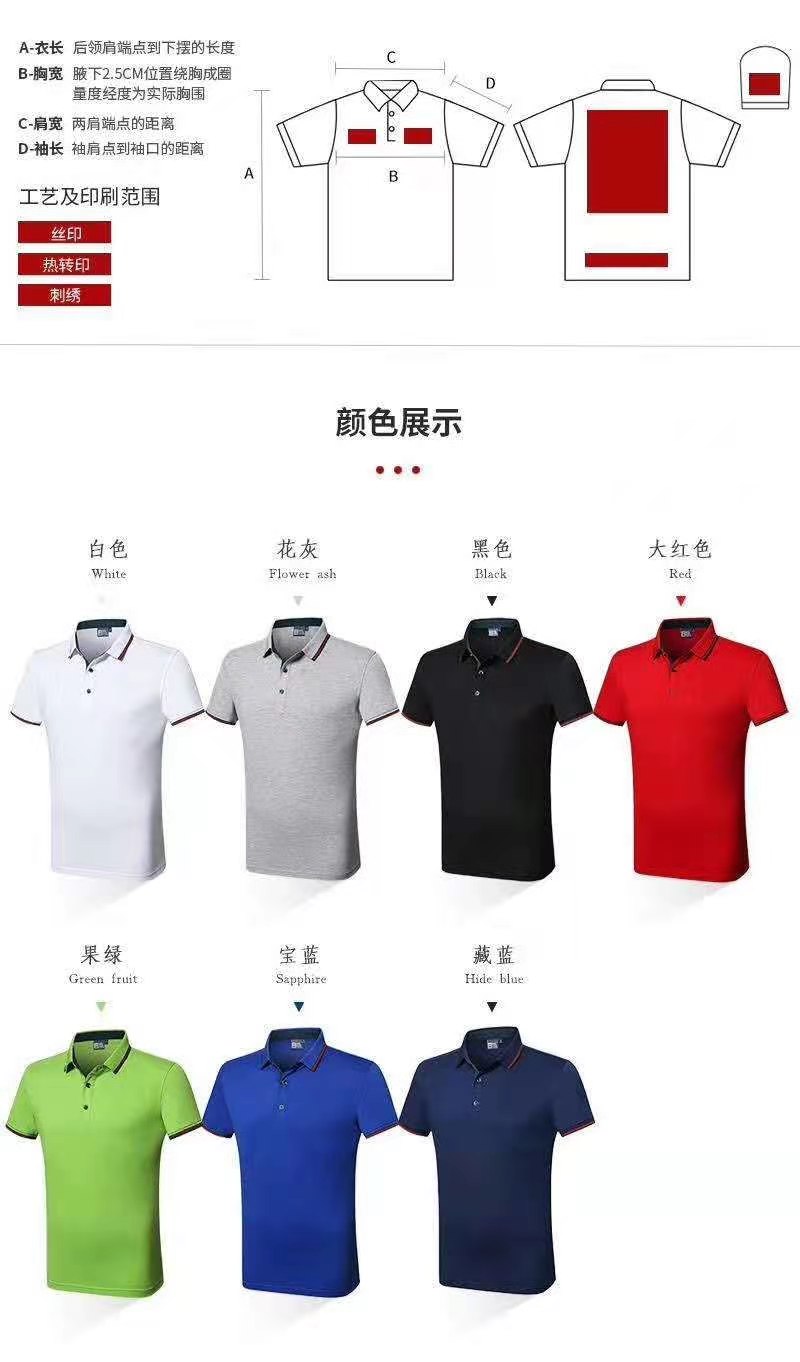 A-衣长 后领肩端点到下摆的长度
B-胸宽 腋下2.5CM位置绕胸成圈
量度经度为实际胸围
C-肩宽 两肩端点的距离
D-袖长 袖肩点到袖口的距离
工艺及印刷范围
丝印
热转印
刺绣
C
D
A
B
颜色展示
白色
White
花灰
Flower ash
黑色
Black
大红色
Red
果绿
Green fruit
宝蓝
Sapphire
藏蓝
Hide blue